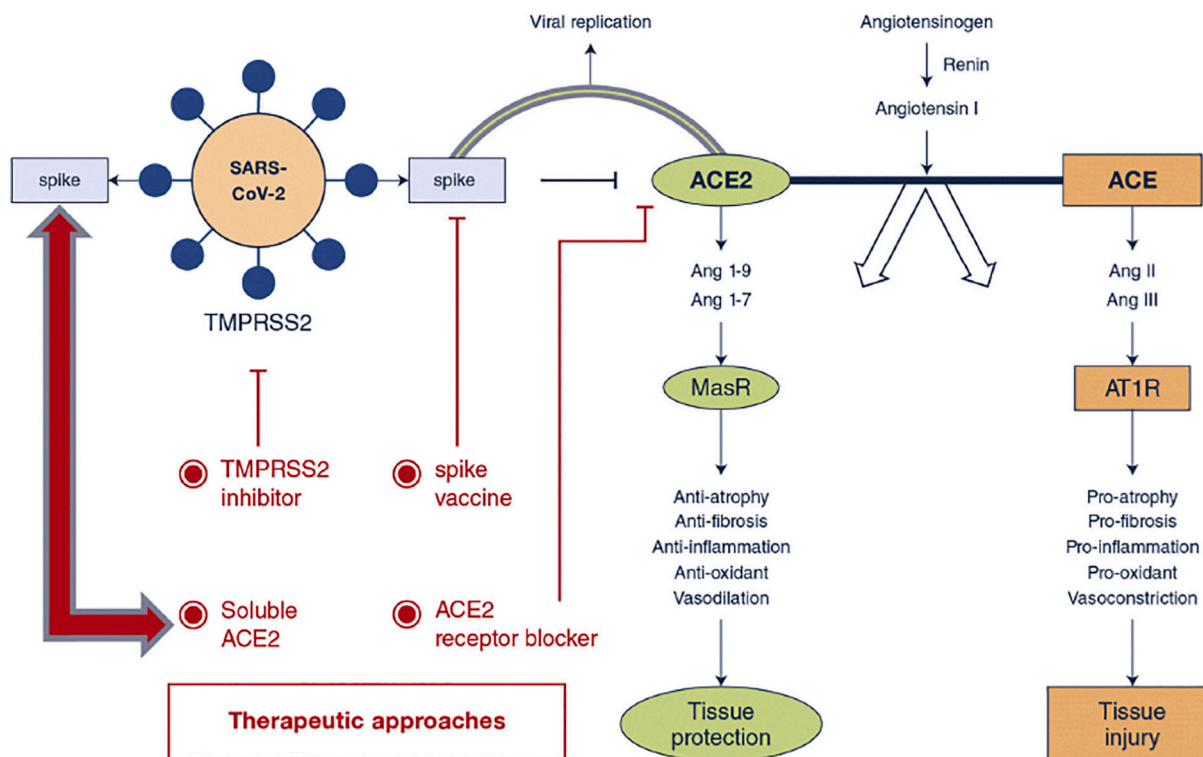 Viral replication
Angiotensinogen
Renin
Angiotensin I
spike
SARS-
CoV-2
spike
ACE2
ACE
TMPRSS2
Ang 1-9
Ang 1-7
Ang II
Ang III
MasR
AT1R
TMPRSS2
inhibitor
spike
vaccine
Anti-atrophy
Anti-fibrosis
Anti-inflammation
Anti-oxidant
Vasodilation
Pro-atrophy
Pro-fibrosis
Pro-inflammation
Pro-oxidant
Vasoconstriction
Soluble
ACE2
ACE2
receptor blocker
Therapeutic approaches
Tissue
protection
Tissue
injury